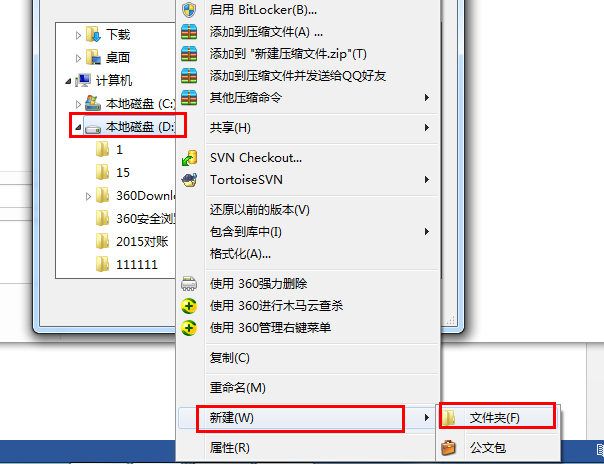 下载
桌面
计算机
本地磁盘 (C:
本地磁盘 (D:
1
15
360Downl
360安全浏
2015对账
111111
启用 BitLocker(B)...
添加到压缩文件(A) ...
添加到 "新建压缩文件.zip"(T)
添加到压缩文件并发送给QQ好友
其他压缩命令
共享(H)
SVN Checkout...
TortoiseSVN
还原以前的版本(V)
包含到库中(I)
格式化(A)...
使用 360强力删除
使用 360进行木马云查杀
使用 360管理右键菜单
复制(C)
重命名(M)
新建(W)
属性(R)
文件夹(F)
公文包